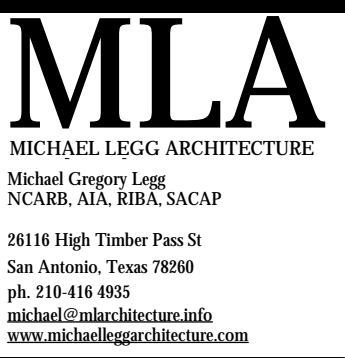 MLA
MICHAEL LEGG ARCHITECTURE
Michael Gregory Legg
NCARB, AIA, RIBA, SACAP
26116 High Timber Pass St
San Antonio, Texas 78260
ph. 210-416 4935
michael@mlarchitecture.info
www.michaelleggarchitecture.com